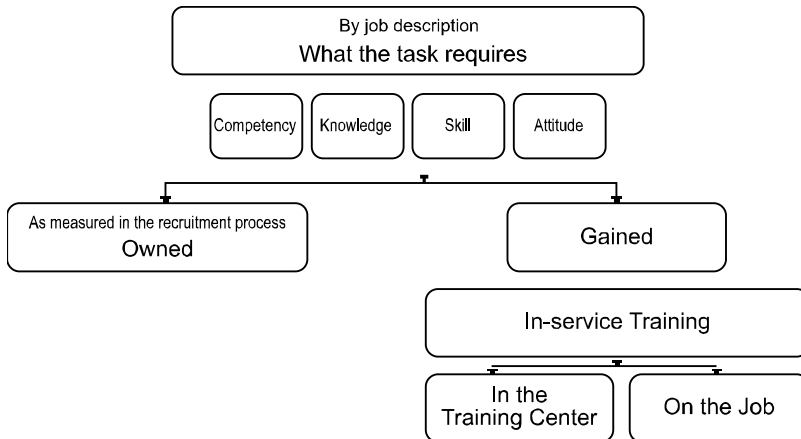 By job description
What the task requires
Competency
Knowledge
Skill
Attitude
As measured in the recruitment process
Owned
Gained
In-service Training
In the
Training Center
On the Job